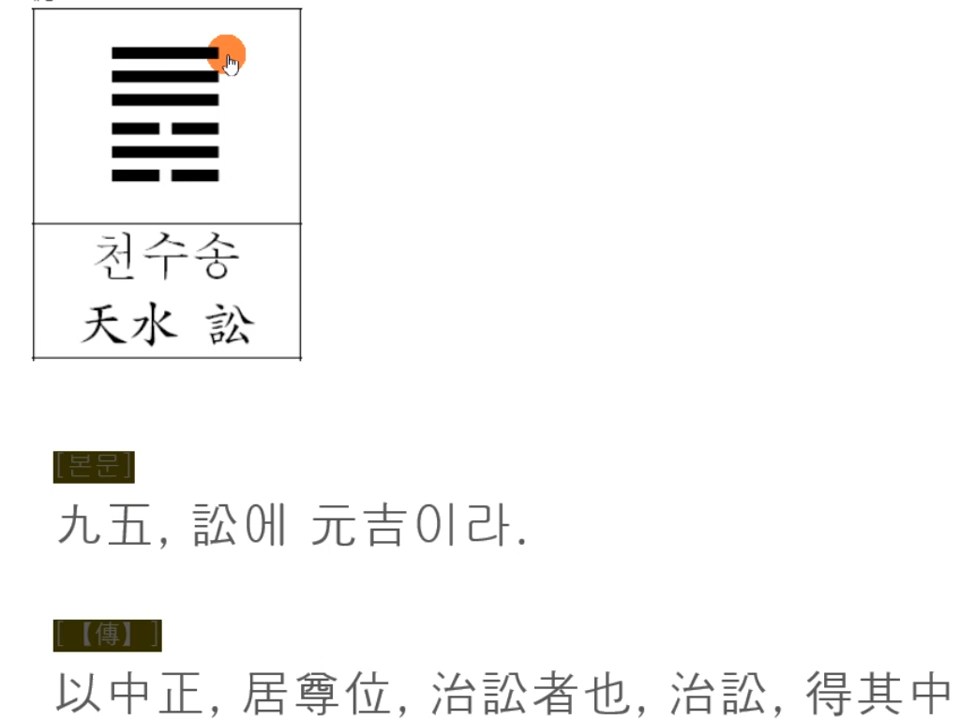 천수송
天水 訟
[본문]
九五, 訟에 元吉이라.
[【傳】]
以中正, 居尊位, 治訟者也, 治訟, 得其中